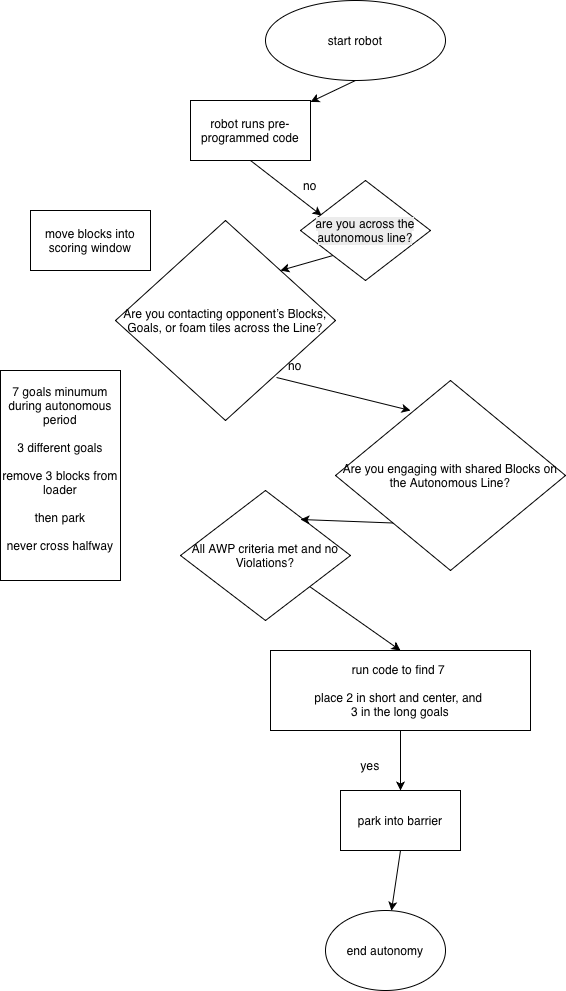 start robot
robot runs pre-
programmed code
no
are you across the
autonomous line?
move blocks into
scoring window
Are you contacting opponent's Blocks,
Goals, or foam tiles across the Line?
no
7 goals minumum
during autonomous
period
3 different goals
remove 3 blocks from
loader
then park
never cross halfway
Are you engaging with shared Blocks on
the Autonomous Line?
All AWP criteria met and no
Violations?
run code to find 7
place 2 in short and center, and
3 in the long goals
yes
park into barrier
end autonomy